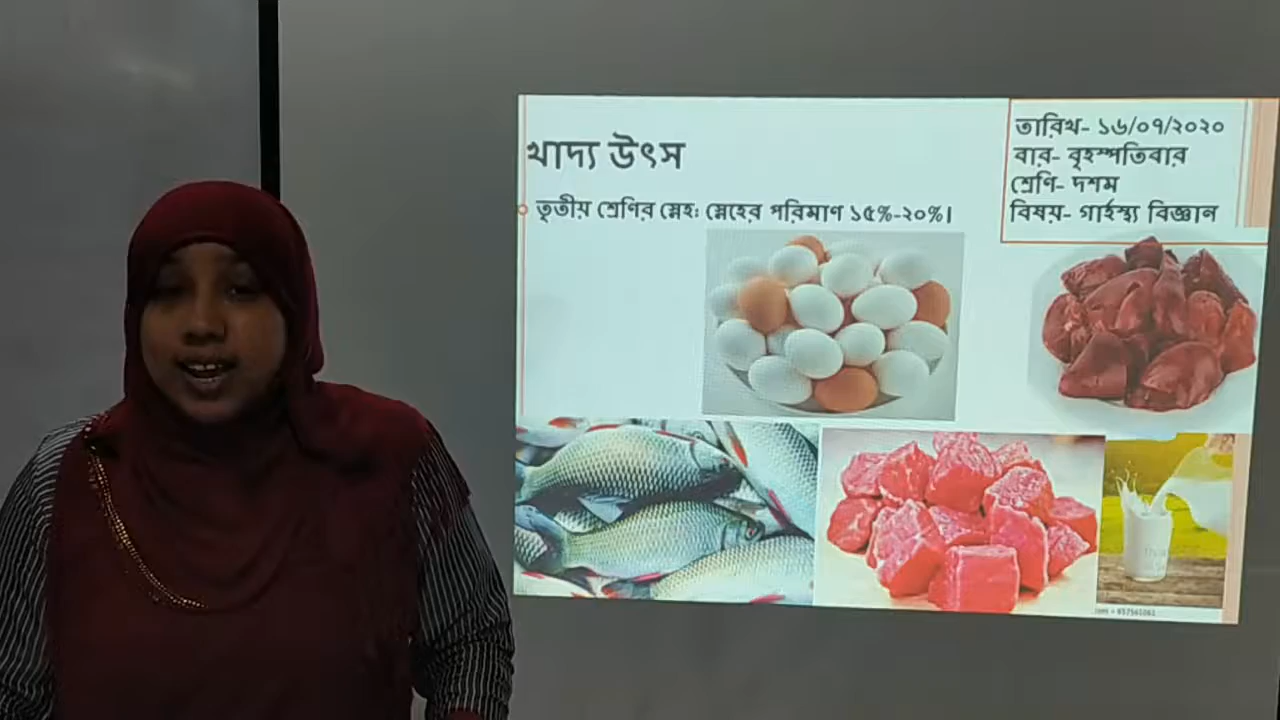 খাদ্য উৎস
তৃতীয় শ্রেণির স্নেহ: স্নেহের পরিমাণ ১৫%-২০%।
তারিখ- ১৬/০৭/২০২০
বার- বৃহস্পতিবার
শ্রেণি- দশম
বিষয়- গার্হস্থ্য বিজ্ঞান